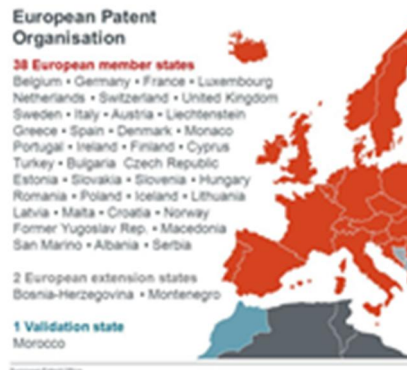 European Patent
Organisation
38 European member states
Belgium • Germany • France • Luxembourg
Netherlands • Switzerland • United Kingdom
Sweden • Italy • Austria • Liechtenstein
Greece • Spain • Denmark • Monaco
Portugal • Ireland • Finland • Cyprus
Turkey • Bulgaria Czech Republic
Estonia • Slovakia • Slovenia • Hungary
Romania • Poland • Iceland • Lithuania
Latvia • Malta • Croatia • Norway
Former Yugoslav Rep. • Macedonia
San Marino • Albania • Serbia
2 European extension states
Bosnia-Herzegovina • Montenegro
1 Validation state
Morocco